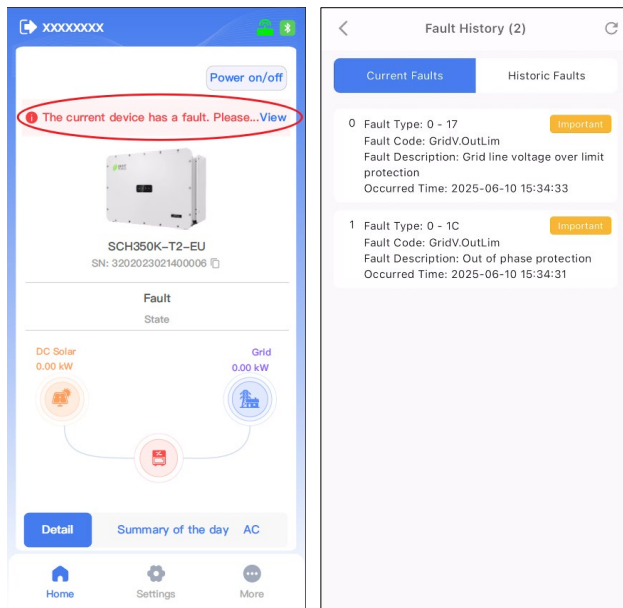 XXXXXXXX
Power on/off
The current device has a fault. Please...View
SCH350K-T2-EU
SN: 3202023021400006
Fault
State
DC Solar
0.00 kW
Grid
0.00 kW
Detail
Summary of the day
AC
Home
Settings
More
Fault History (2)
Current Faults
Historic Faults
0 Fault Type: 0 - 17
Important
Fault Code: GridV.OutLim
Fault Description: Grid line voltage over limit
protection
Occurred Time: 2025-06-10 15:34:33
1 Fault Type: 0 - 1C
Important
Fault Code: GridV.OutLim
Fault Description: Out of phase protection
Occurred Time: 2025-06-10 15:34:31